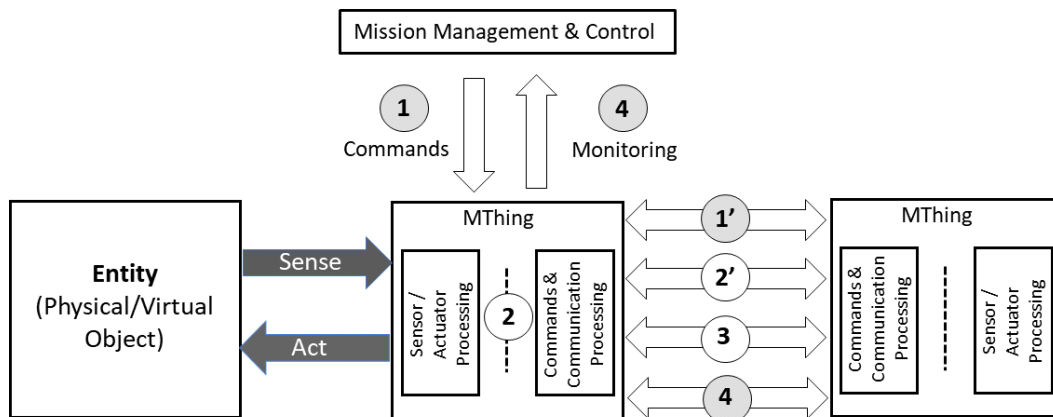 Mission Management & Control
1
4
Commands
Monitoring
MThing
1’
MThing
Entity
(Physical/Virtual
Object)
Sense
Act
Sensor /
Actuator
Processing
2
Commands &
Communication
Processing
2’
3
4
Commands &
Communication
Processing
Sensor /
Actuator
Processing